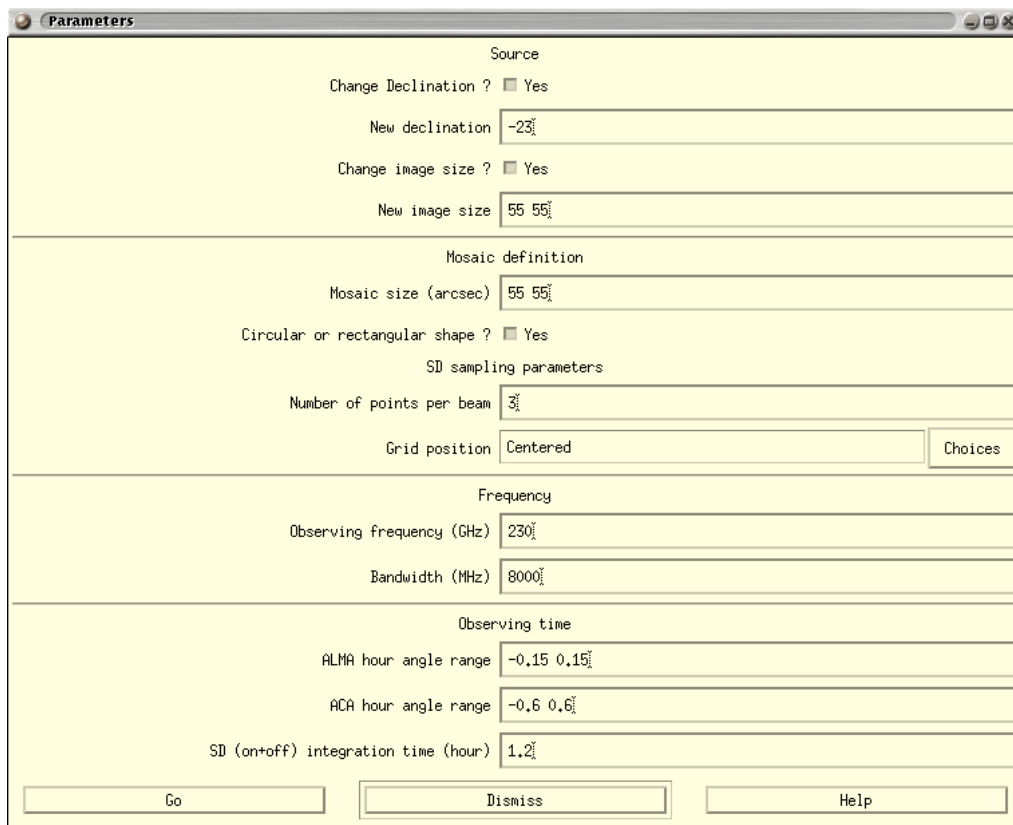 Parameters
Source
Change Declination ? Yes
New declination -23
Change image size ? Yes
New image size 55 55
Mosaic definition
Mosaic size (arcsec) 55 55
Circular or rectangular shape ? Yes
SD sampling parameters
Number of points per beam 3
Grid position Centered Choices
Frequency
Observing frequency (GHz) 230
Bandwidth (MHz) 8000
Observing time
ALMA hour angle range -0.15 0.15
ACA hour angle range -0.6 0.6
SD (on+off) integration time (hour) 1.2
Go Dismiss Help